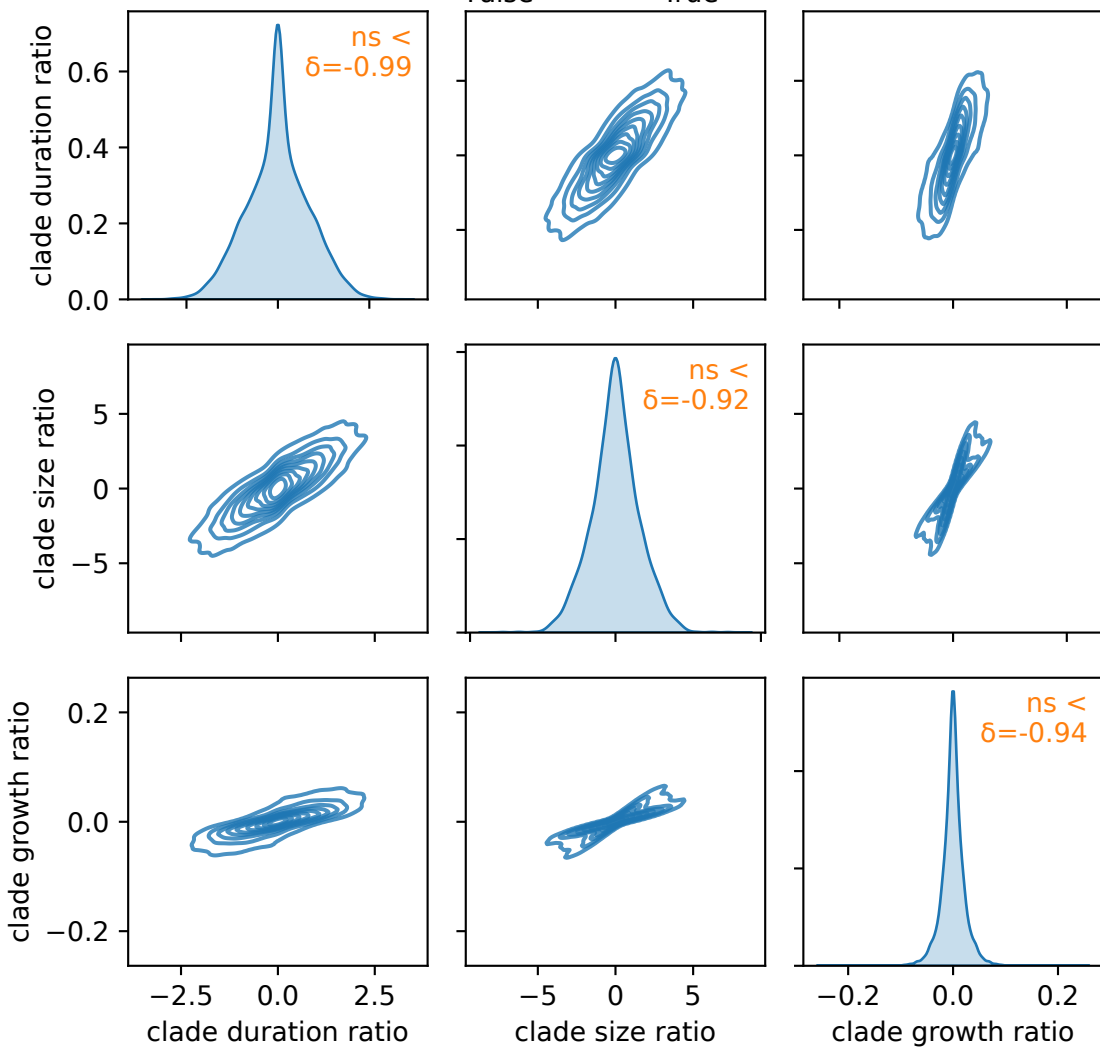 clade duration ratio
0.6
0.4
0.2
0.0
ns <
δ=-0.99
clade size ratio
5
0
−5
ns <
δ=-0.92
clade growth ratio
0.2
0.0
−0.2
ns <
δ=-0.94
−2.5 0.0 2.5
−5 0 5
−0.2 0.0 0.2
clade duration ratio
clade size ratio
clade growth ratio